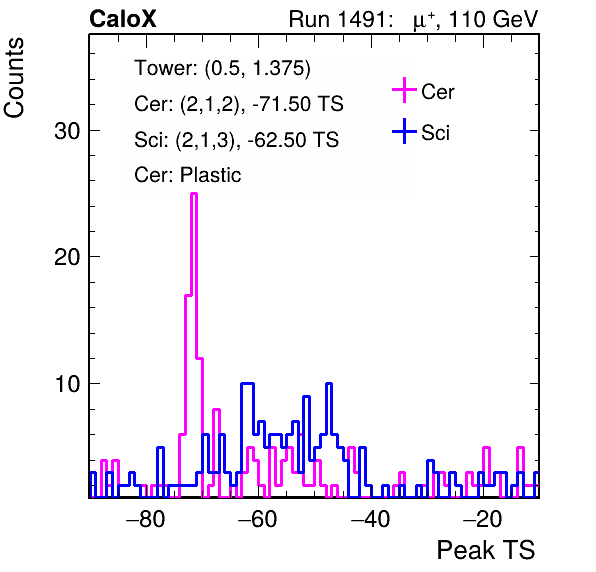 CaloX Run 1491: μ⁺, 110 GeV
Counts
Tower: (0.5, 1.375)
Cer: (2,1,2), -71.50 TS
Sci: (2,1,3), -62.50 TS
Cer: Plastic
Cer
Sci
30
20
10
−80 −60 −40 −20
Peak TS